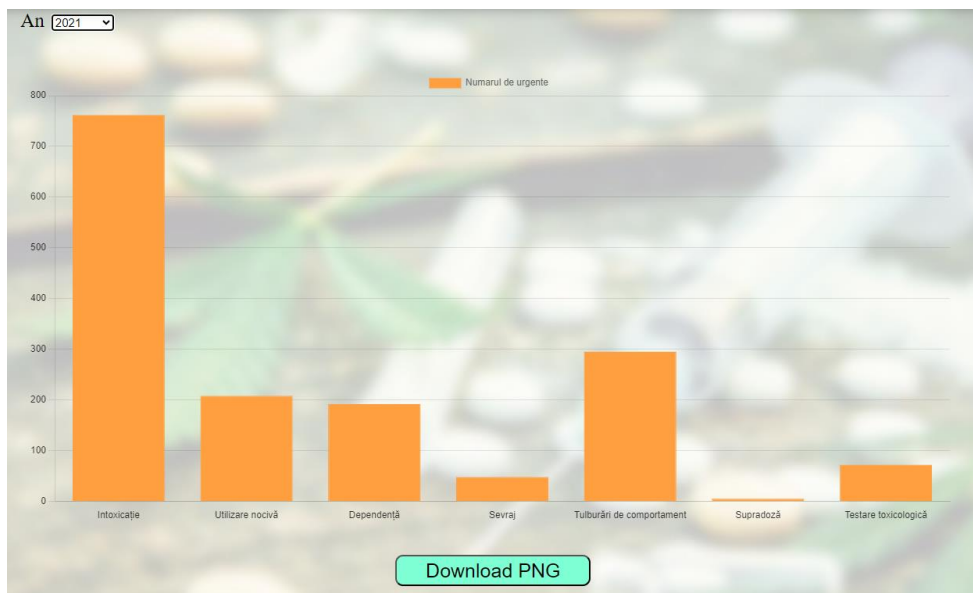 An 2021
Numarul de urgente
800
700
600
500
400
300
200
100
0
Intoxicație Utilizare nocivă Dependență Sevraj Tulburări de comportament Supradoză Testare toxicologică
Download PNG